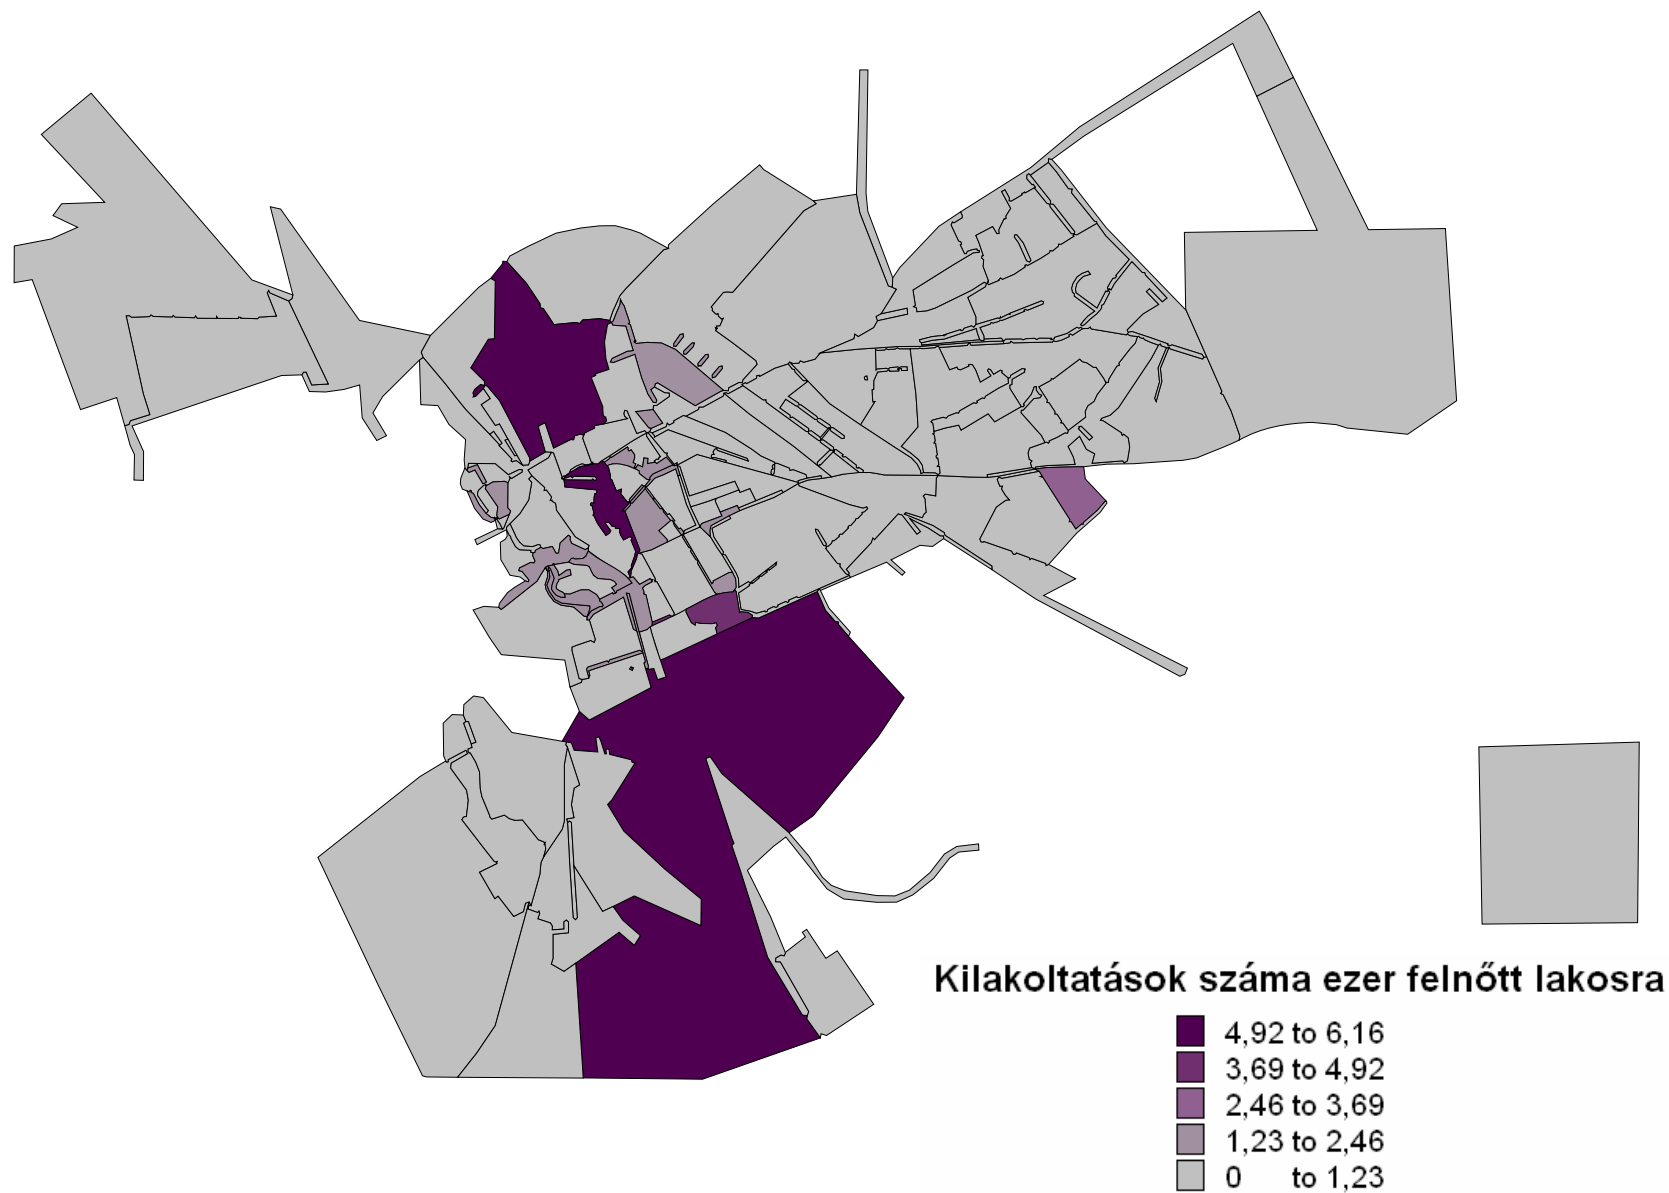 Kilakoltatások száma ezer felnőtt lakosra
4,92 to 6,16
3,69 to 4,92
2,46 to 3,69
1,23 to 2,46
0 to 1,23